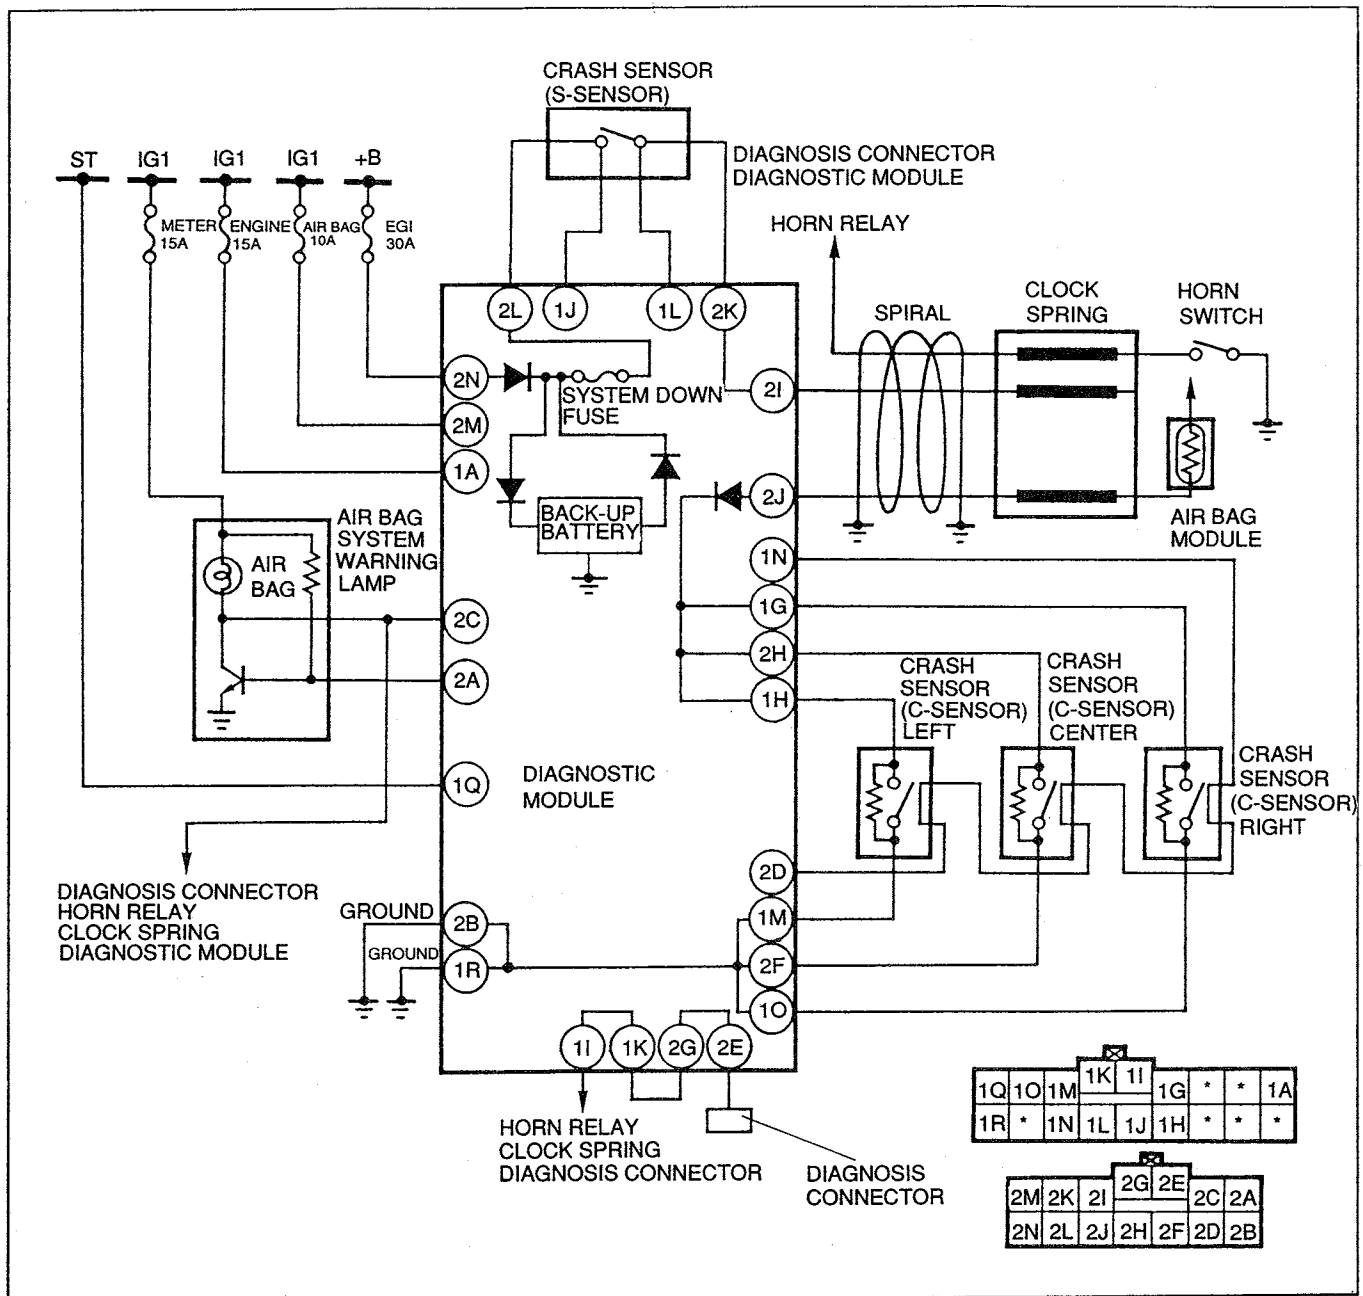 CRASH SENSOR
(S-SENSOR)
ST
IG1
IG1
IG1
+B
DIAGNOSIS CONNECTOR
DIAGNOSTIC MODULE
METER
15A
ENGINE
15A
AIR BAG
10A
EGI
30A
HORN RELAY
2L
1J
1L
2K
SPIRAL
CLOCK
SPRING
HORN
SWITCH
2N
SYSTEM DOWN
FUSE
2I
2M
1A
BACK-UP
BATTERY
2J
AIR BAG
MODULE
AIR BAG
SYSTEM
WARNING
LAMP
AIR
BAG
1N
1G
2C
2H
2A
1H
CRASH
SENSOR
(C-SENSOR)
LEFT
CRASH
SENSOR
(C-SENSOR)
CENTER
CRASH
SENSOR
(C-SENSOR)
RIGHT
1Q
DIAGNOSTIC
MODULE
DIAGNOSIS CONNECTOR
HORN RELAY
CLOCK SPRING
DIAGNOSTIC MODULE
2D
GROUND
2B
1M
GROUND
1R
2F
1O
1I
1K
2G
2E
HORN RELAY
CLOCK SPRING
DIAGNOSIS CONNECTOR
DIAGNOSIS
CONNECTOR
1Q 1O 1M 1K 1I 1G * * 1A
1R * 1N 1L 1J 1H * * *
2M 2K 2I 2G 2E 2C 2A
2N 2L 2J 2H 2F 2D 2B